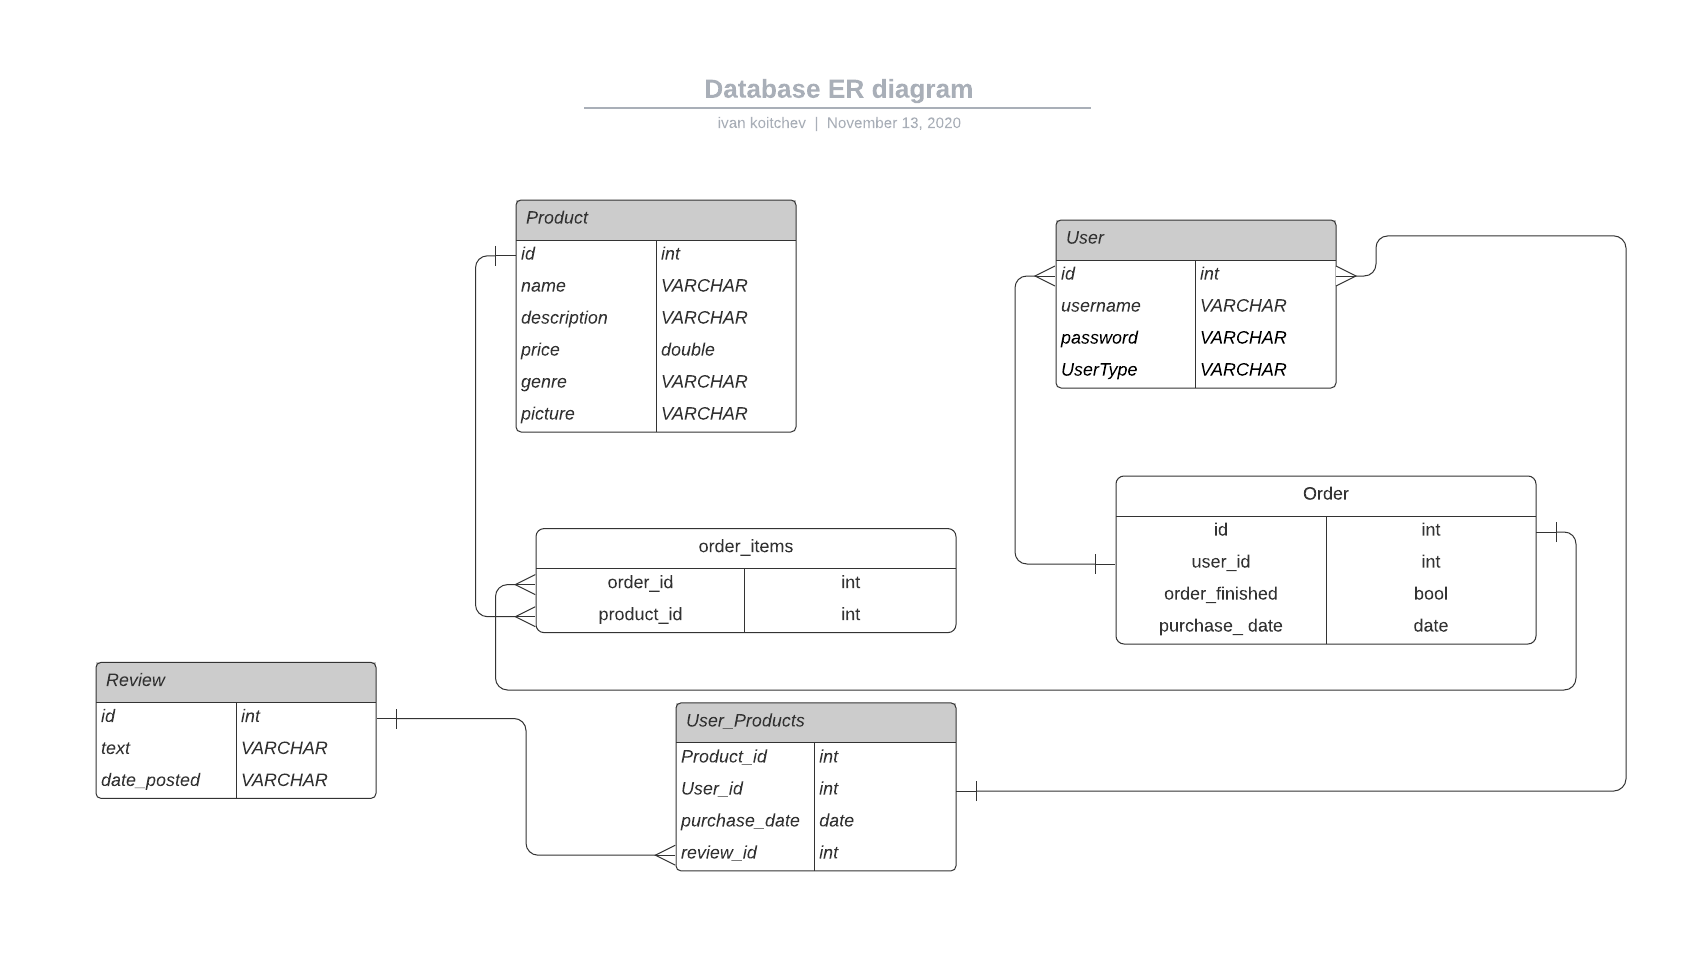 Database ER diagram
ivan koitchev | November 13, 2020
Product
id int
name VARCHAR
description VARCHAR
price double
genre VARCHAR
picture VARCHAR
User
id int
username VARCHAR
password VARCHAR
UserType VARCHAR
Order
id int
user_id int
order_finished bool
purchase_ date date
order_items
order_id int
product_id int
Review
id int
text VARCHAR
date_posted VARCHAR
User_Products
Product_id int
User_id int
purchase_date date
review_id int